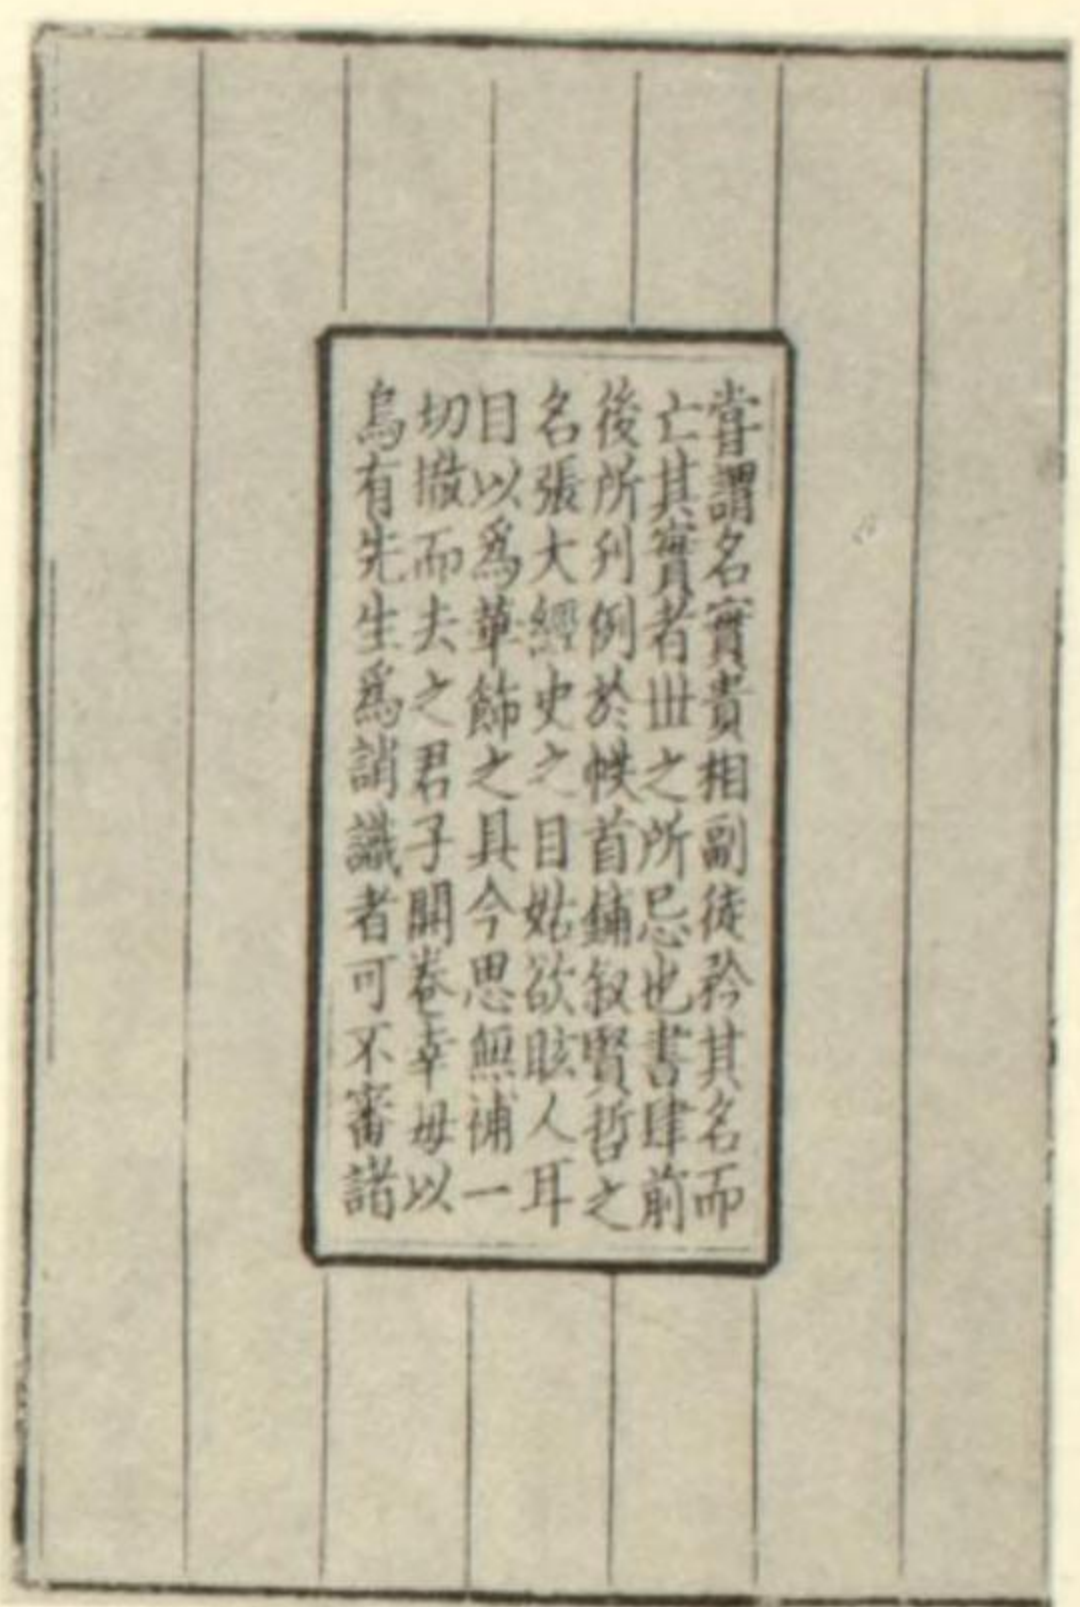 嘗謂名實貴相副徒矜其名而
亡其實者丗之所忌也書肆前
後所刋例於帙首鋪叙賢哲之
名張大經史之目姑欲眩人耳
目以爲華飾之具今思無補一
切撤而去之君子開卷幸毋以
烏有先生爲誚識者可不審諸